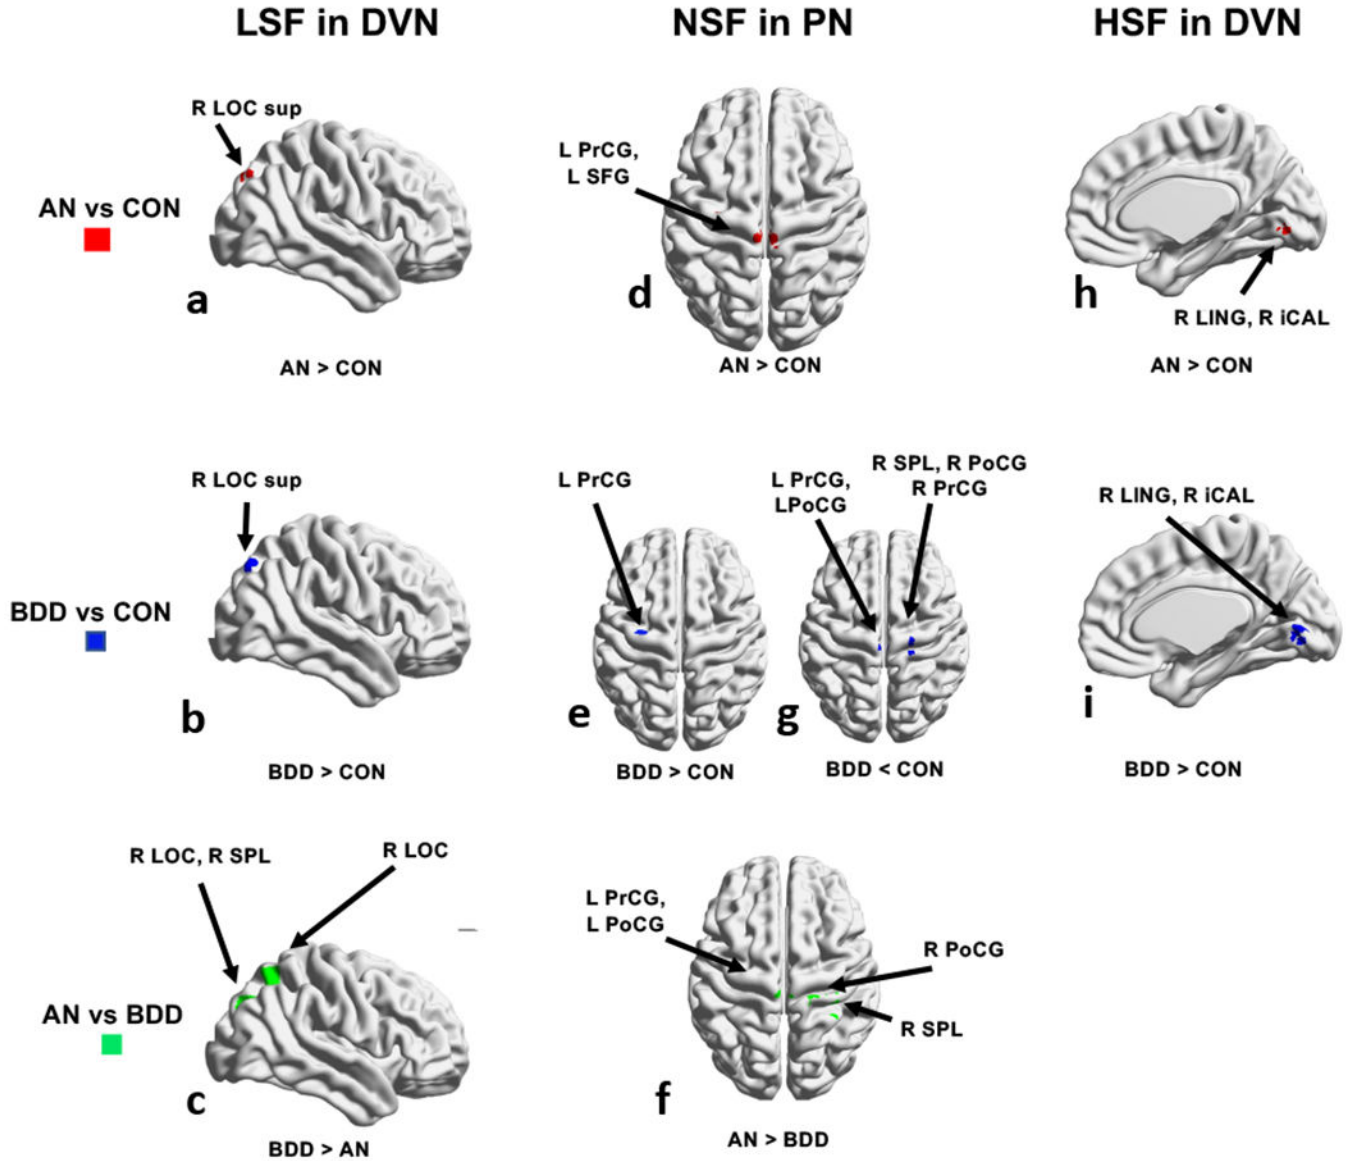 LSF in DVN
NSF in PN
HSF in DVN
R LOC sup
L PrCG,
L SFG
AN vs CON
a
d
h
R LING, R iCAL
AN > CON
AN > CON
AN > CON
R LOC sup
L PrCG
L PrCG,
LPoCG
R SPL, R PoCG
R PrCG
R LING, R iCAL
BDD vs CON
b
e
g
i
BDD > CON
BDD > CON
BDD < CON
BDD > CON
R LOC, R SPL
R LOC
L PrCG,
L PoCG
R PoCG
R SPL
AN vs BDD
c
f
BDD > AN
AN > BDD